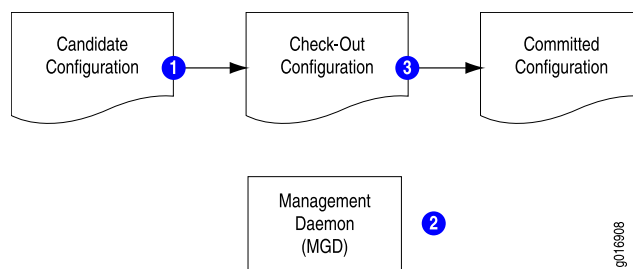 Candidate
Configuration
1
Check-Out
Configuration
3
Committed
Configuration
Management
Daemon
(MGD)
2
g016908